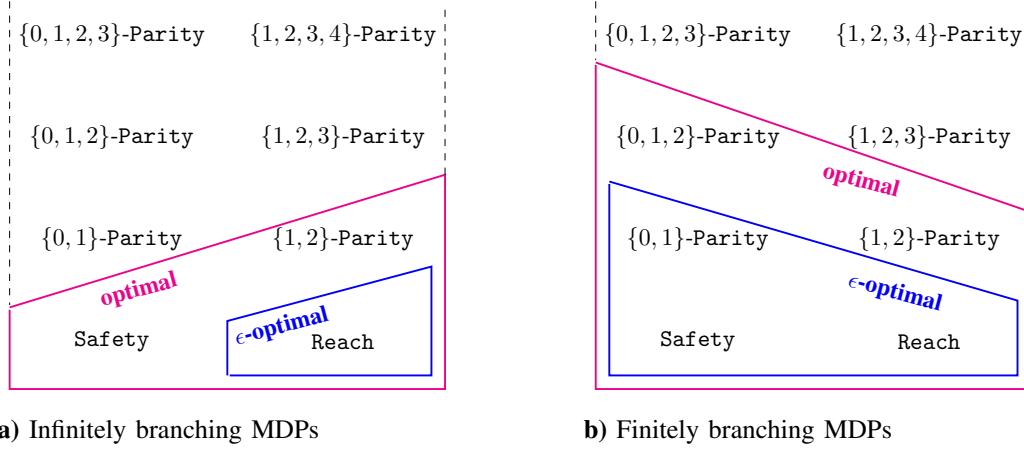 {0, 1, 2, 3}-Parity {1, 2, 3, 4}-Parity
{0, 1, 2}-Parity {1, 2, 3}-Parity
{0, 1}-Parity {1, 2}-Parity
optimal
ϵ-optimal
Safety Reach
a) Infinitely branching MDPs
{0, 1, 2, 3}-Parity {1, 2, 3, 4}-Parity
{0, 1, 2}-Parity {1, 2, 3}-Parity
optimal
{0, 1}-Parity {1, 2}-Parity
ϵ-optimal
Safety Reach
b) Finitely branching MDPs